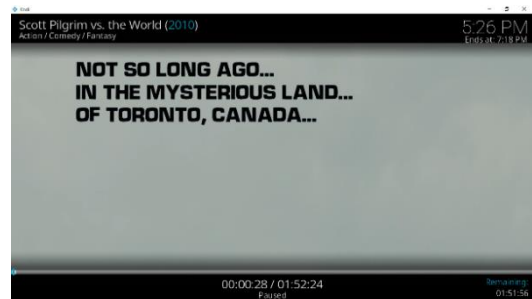 Kodi
Scott Pilgrim vs. the World (2010)
Action / Comedy / Fantasy
5:26 PM
Ends at: 7:18 PM
NOT SO LONG AGO...
IN THE MYSTERIOUS LAND...
OF TORONTO, CANADA...
00:00:28 / 01:52:24
Paused
Remaining:
01:51:56